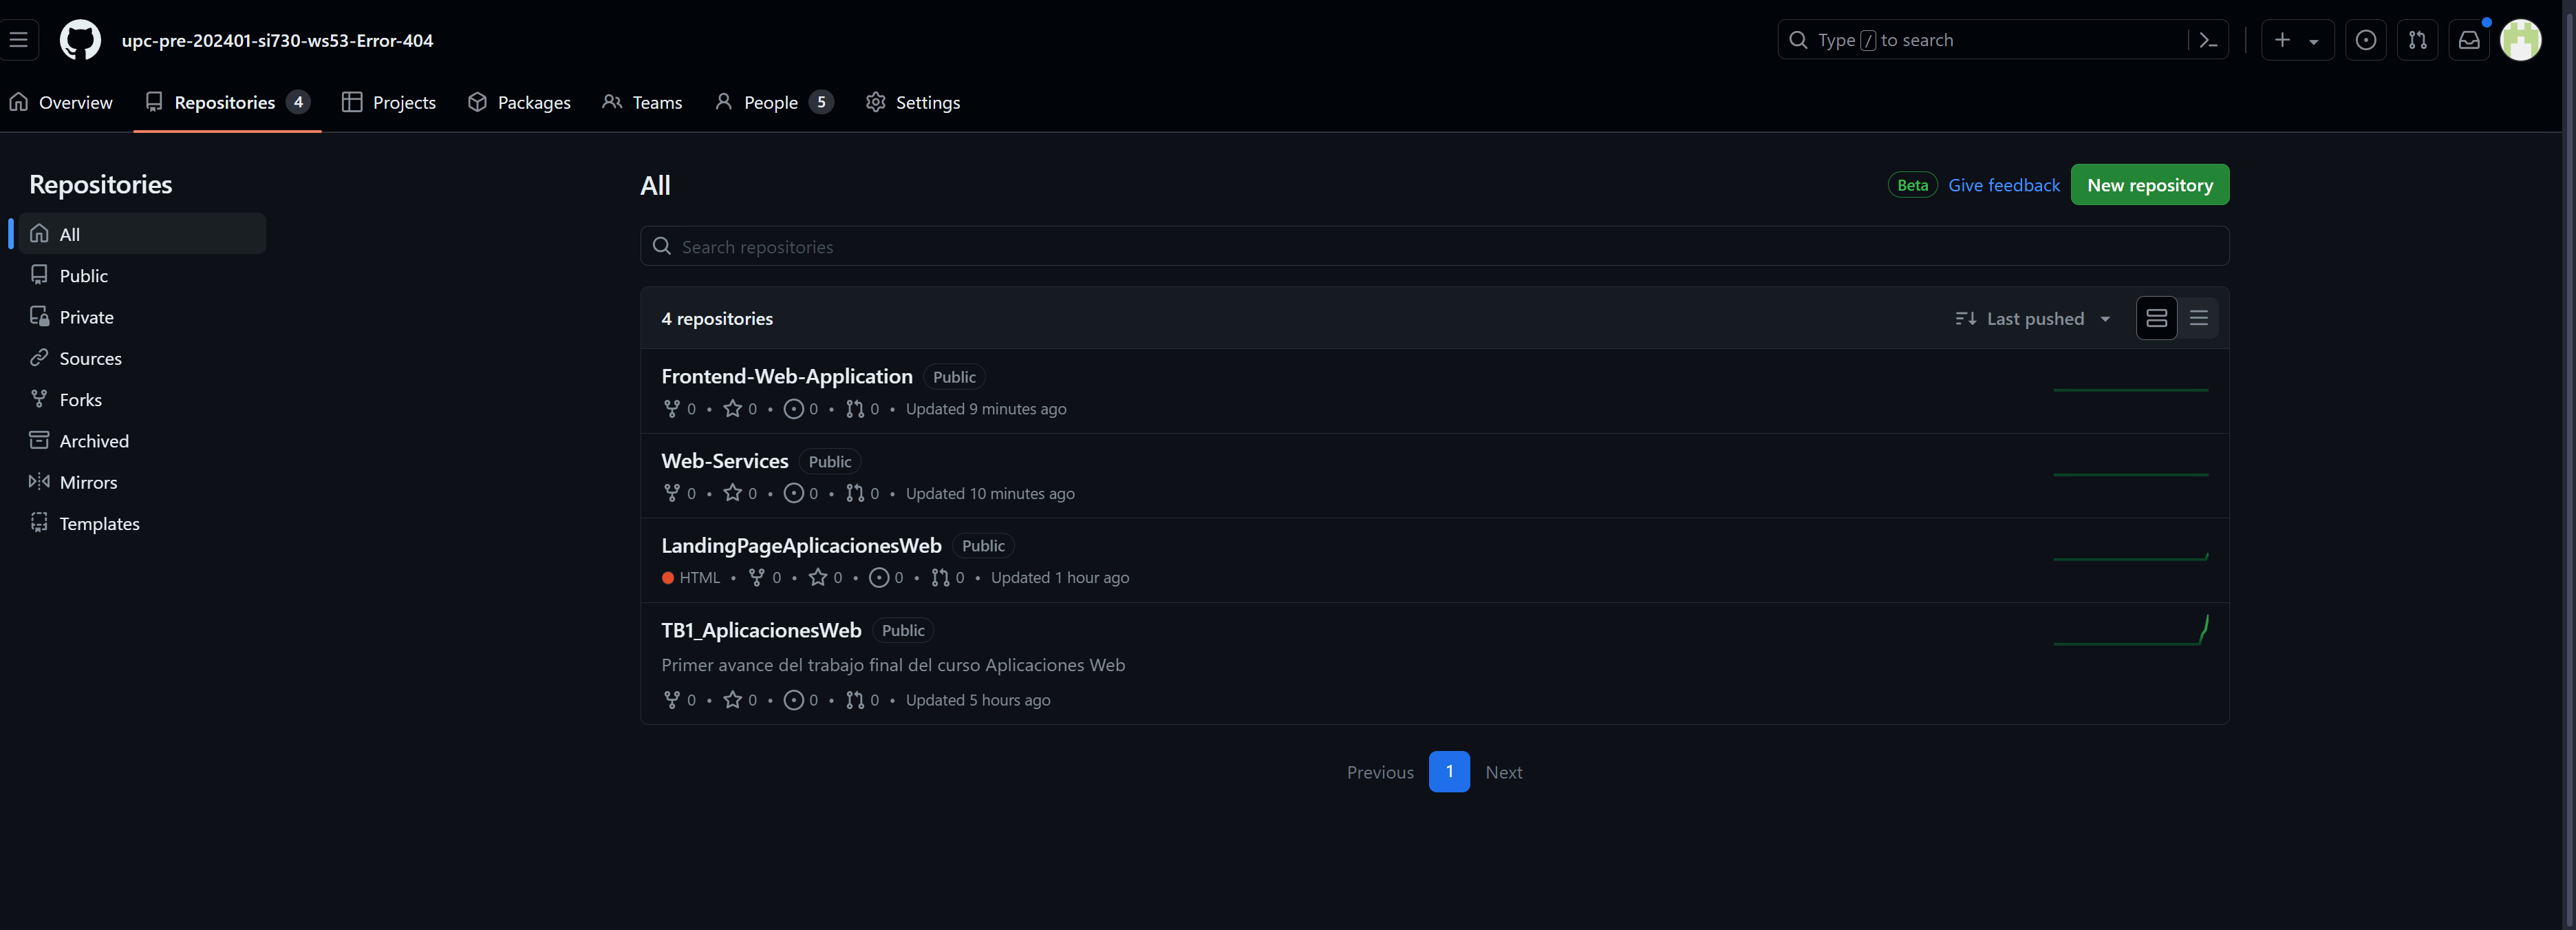 upc-pre-202401-si730-ws53-Error-404
Type / to search
Overview
Repositories 4
Projects
Packages
Teams
People 5
Settings
Repositories
All
Public
Private
Sources
Forks
Archived
Mirrors
Templates
All
Beta Give feedback New repository
Search repositories
4 repositories
Last pushed
Frontend-Web-Application Public
0 • 0 • 0 • 0 • Updated 9 minutes ago
Web-Services Public
0 • 0 • 0 • 0 • Updated 10 minutes ago
LandingPageAplicacionesWeb Public
HTML • 0 • 0 • 0 • 0 • Updated 1 hour ago
TB1_AplicacionesWeb Public
Primer avance del trabajo final del curso Aplicaciones Web
0 • 0 • 0 • 0 • Updated 5 hours ago
Previous 1 Next